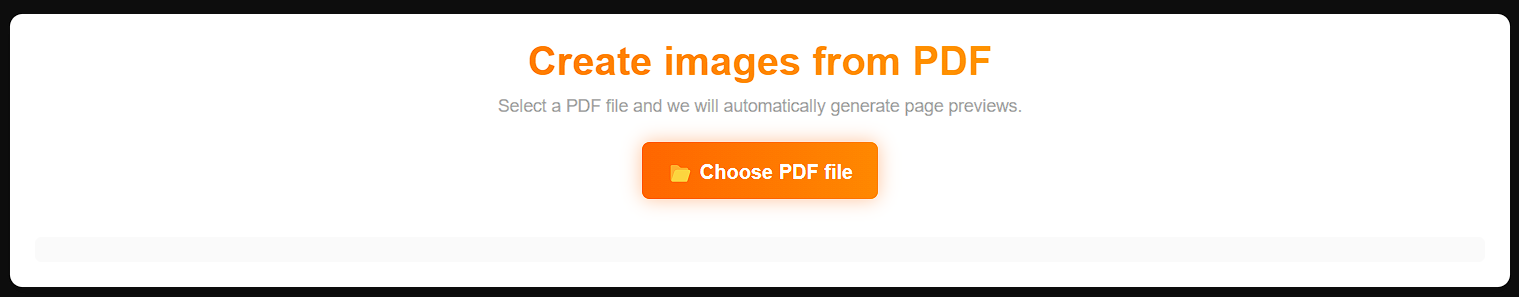 Create images from PDF
Select a PDF file and we will automatically generate page previews.
Choose PDF file